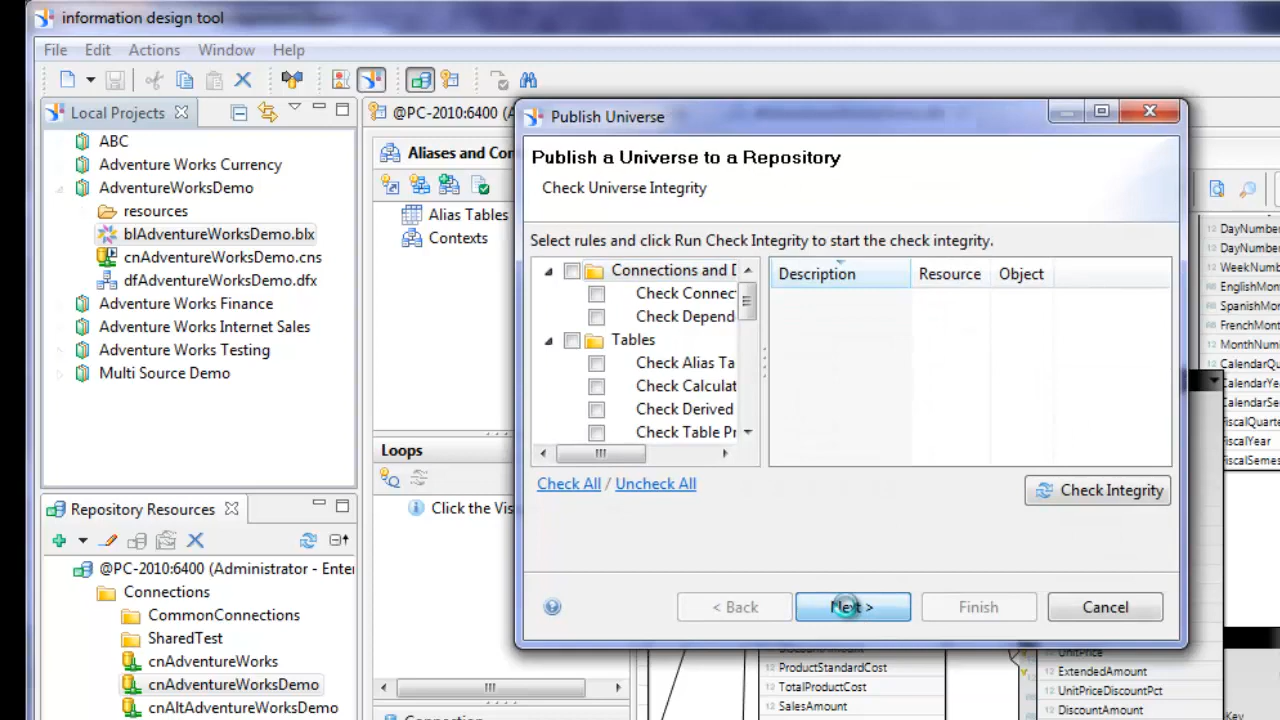 information design tool
File Edit Actions Window Help
Local Projects
ABC
Adventure Works Currency
AdventureWorksDemo
resources
blAdventureWorksDemo.blx
cnAdventureWorksDemo.cns
dfAdventureWorksDemo.dfx
Adventure Works Finance
Adventure Works Internet Sales
Adventure Works Testing
Multi Source Demo
Repository Resources
@PC-2010:6400 (Administrator - Enter
Connections
CommonConnections
SharedTest
cnAdventureWorks
cnAdventureWorksDemo
cnAltAdventureWorksDemo
@PC-2010:6400 (A
Aliases and Con
Alias Tables
Contexts
Loops
Click the Vis
Connection
Publish Universe
Publish a Universe to a Repository
Check Universe Integrity
Select rules and click Run Check Integrity to start the check integrity.
Connections and D
Check Connec
Check Depend
Tables
Check Alias Ta
Check Calculat
Check Derived
Check Table Pr
Description Resource Object
Check All / Uncheck All
Check Integrity
< Back Next > Finish Cancel
DayNumber
DayNumber
WeekNumb
EnglishMon
SpanishMon
FrenchMont
MonthNumb
CalendarQu
CalendarYea
CalendarSe
FiscalQuarte
FiscalYear
FiscalSemes
ProductStandardCost
TotalProductCost
SalesAmount
UnitPrice
ExtendedAmount
UnitPriceDiscountPct
DiscountAmount
Key